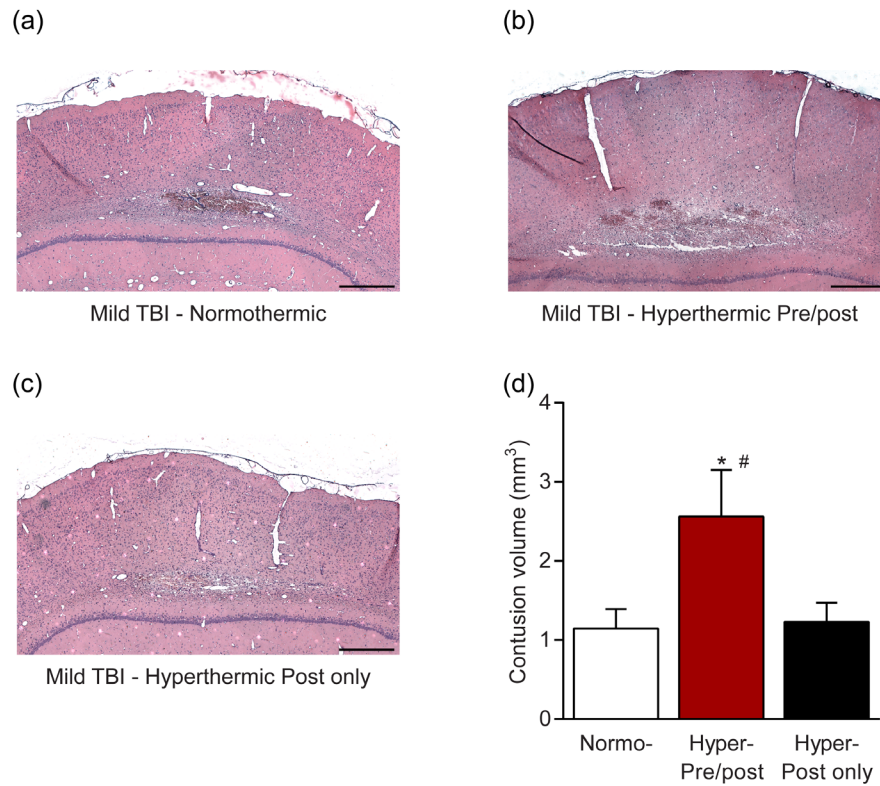 (a)
Mild TBI - Normothermic
(b)
Mild TBI - Hyperthermic Pre/post
(c)
Mild TBI - Hyperthermic Post only
(d)
Contusion volume (mm³)
4
3
2
1
0
* #
Normo-
Hyper-
Pre/post
Hyper-
Post only